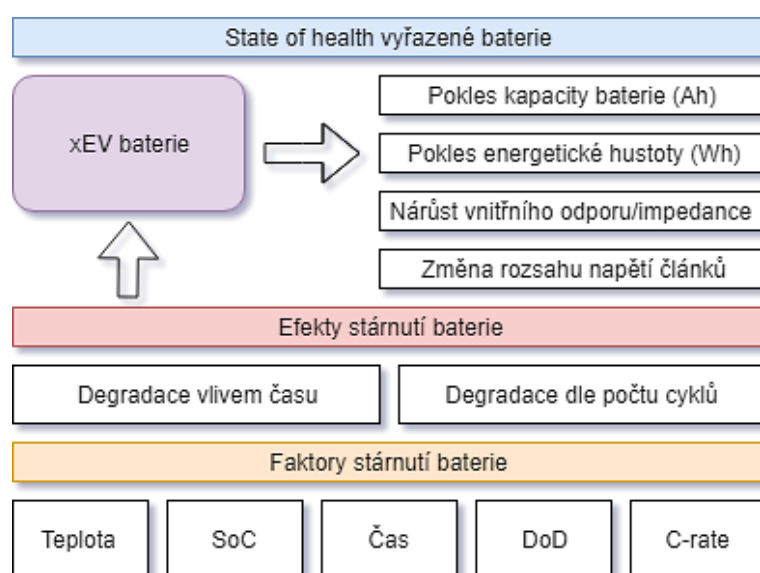 State of health vyřazené baterie
xEV baterie
Pokles kapacity baterie (Ah)
Pokles energetické hustoty (Wh)
Nárůst vnitřního odporu/impedance
Změna rozsahu napětí článků
Efekty stárnutí baterie
Degradace vlivem času
Degradace dle počtu cyklů
Faktory stárnutí baterie
Teplota
SoC
Čas
DoD
C-rate